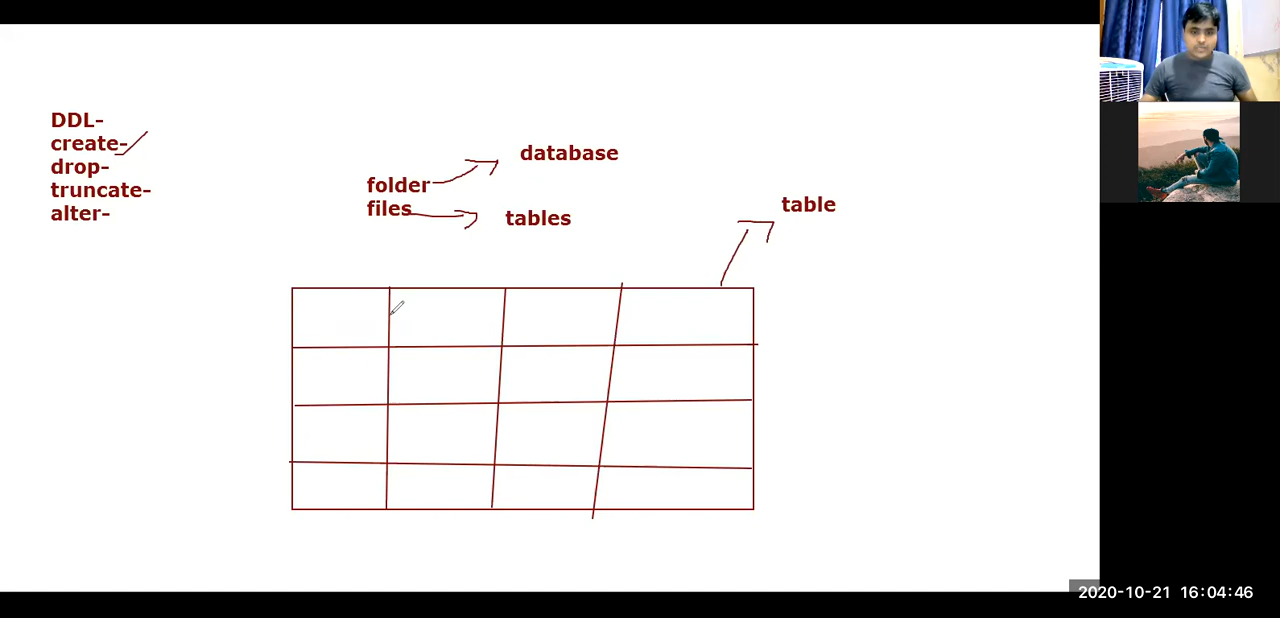 DDL-
create-
drop-
truncate-
alter-
folder
files
database
tables
table
2020-10-21 16:04:46